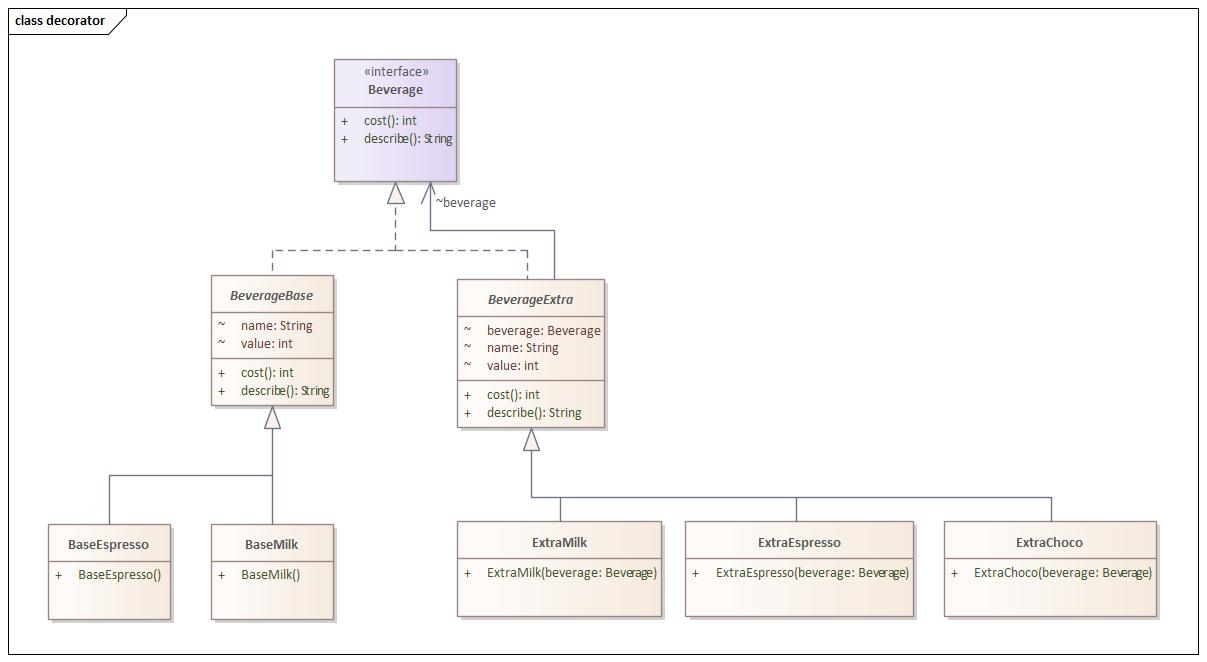 class decorator
«interface»
Beverage
+ cost(): int
+ describe(): String
~beverage
BeverageBase
~ name: String
~ value: int
+ cost(): int
+ describe(): String
BeverageExtra
~ beverage: Beverage
~ name: String
~ value: int
+ cost(): int
+ describe(): String
BaseEspresso
+ BaseEspresso()
BaseMilk
+ BaseMilk()
ExtraMilk
+ ExtraMilk(beverage: Beverage)
ExtraEspresso
+ ExtraEspresso(beverage: Beverage)
ExtraChoco
+ ExtraChoco(beverage: Beverage)